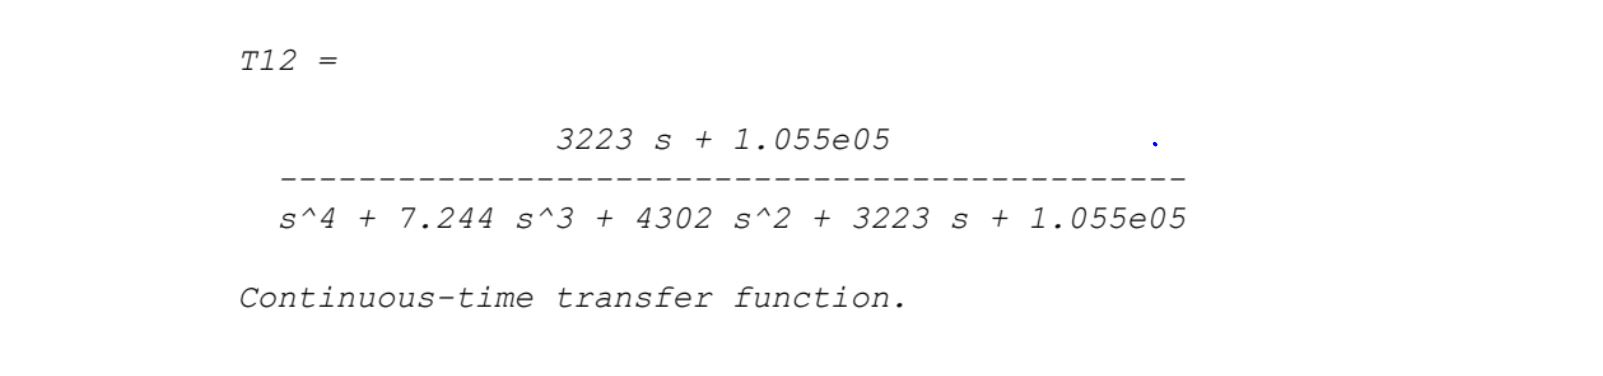 T12 =
3223 s + 1.055e05
----------------------------------------------
s^4 + 7.244 s^3 + 4302 s^2 + 3223 s + 1.055e05
Continuous-time transfer function.